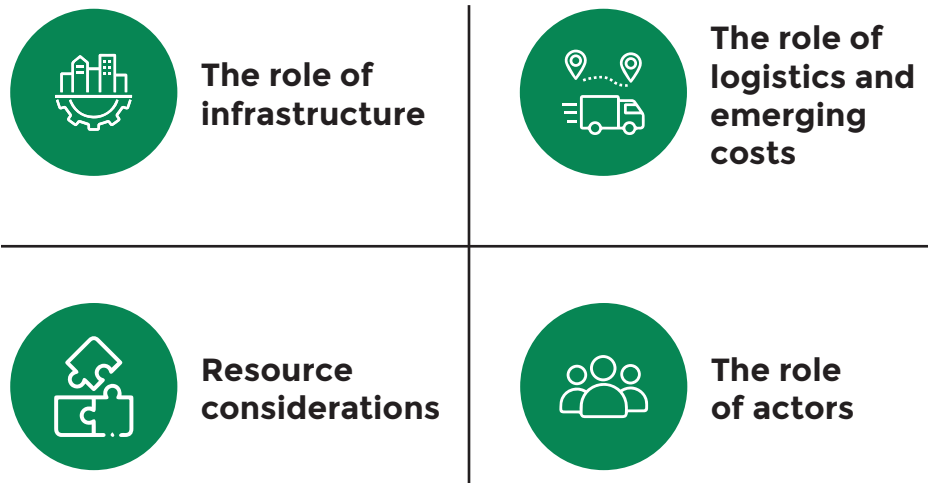 The role of
infrastructure
The role of
logistics and
emerging
costs
Resource
considerations
The role
of actors